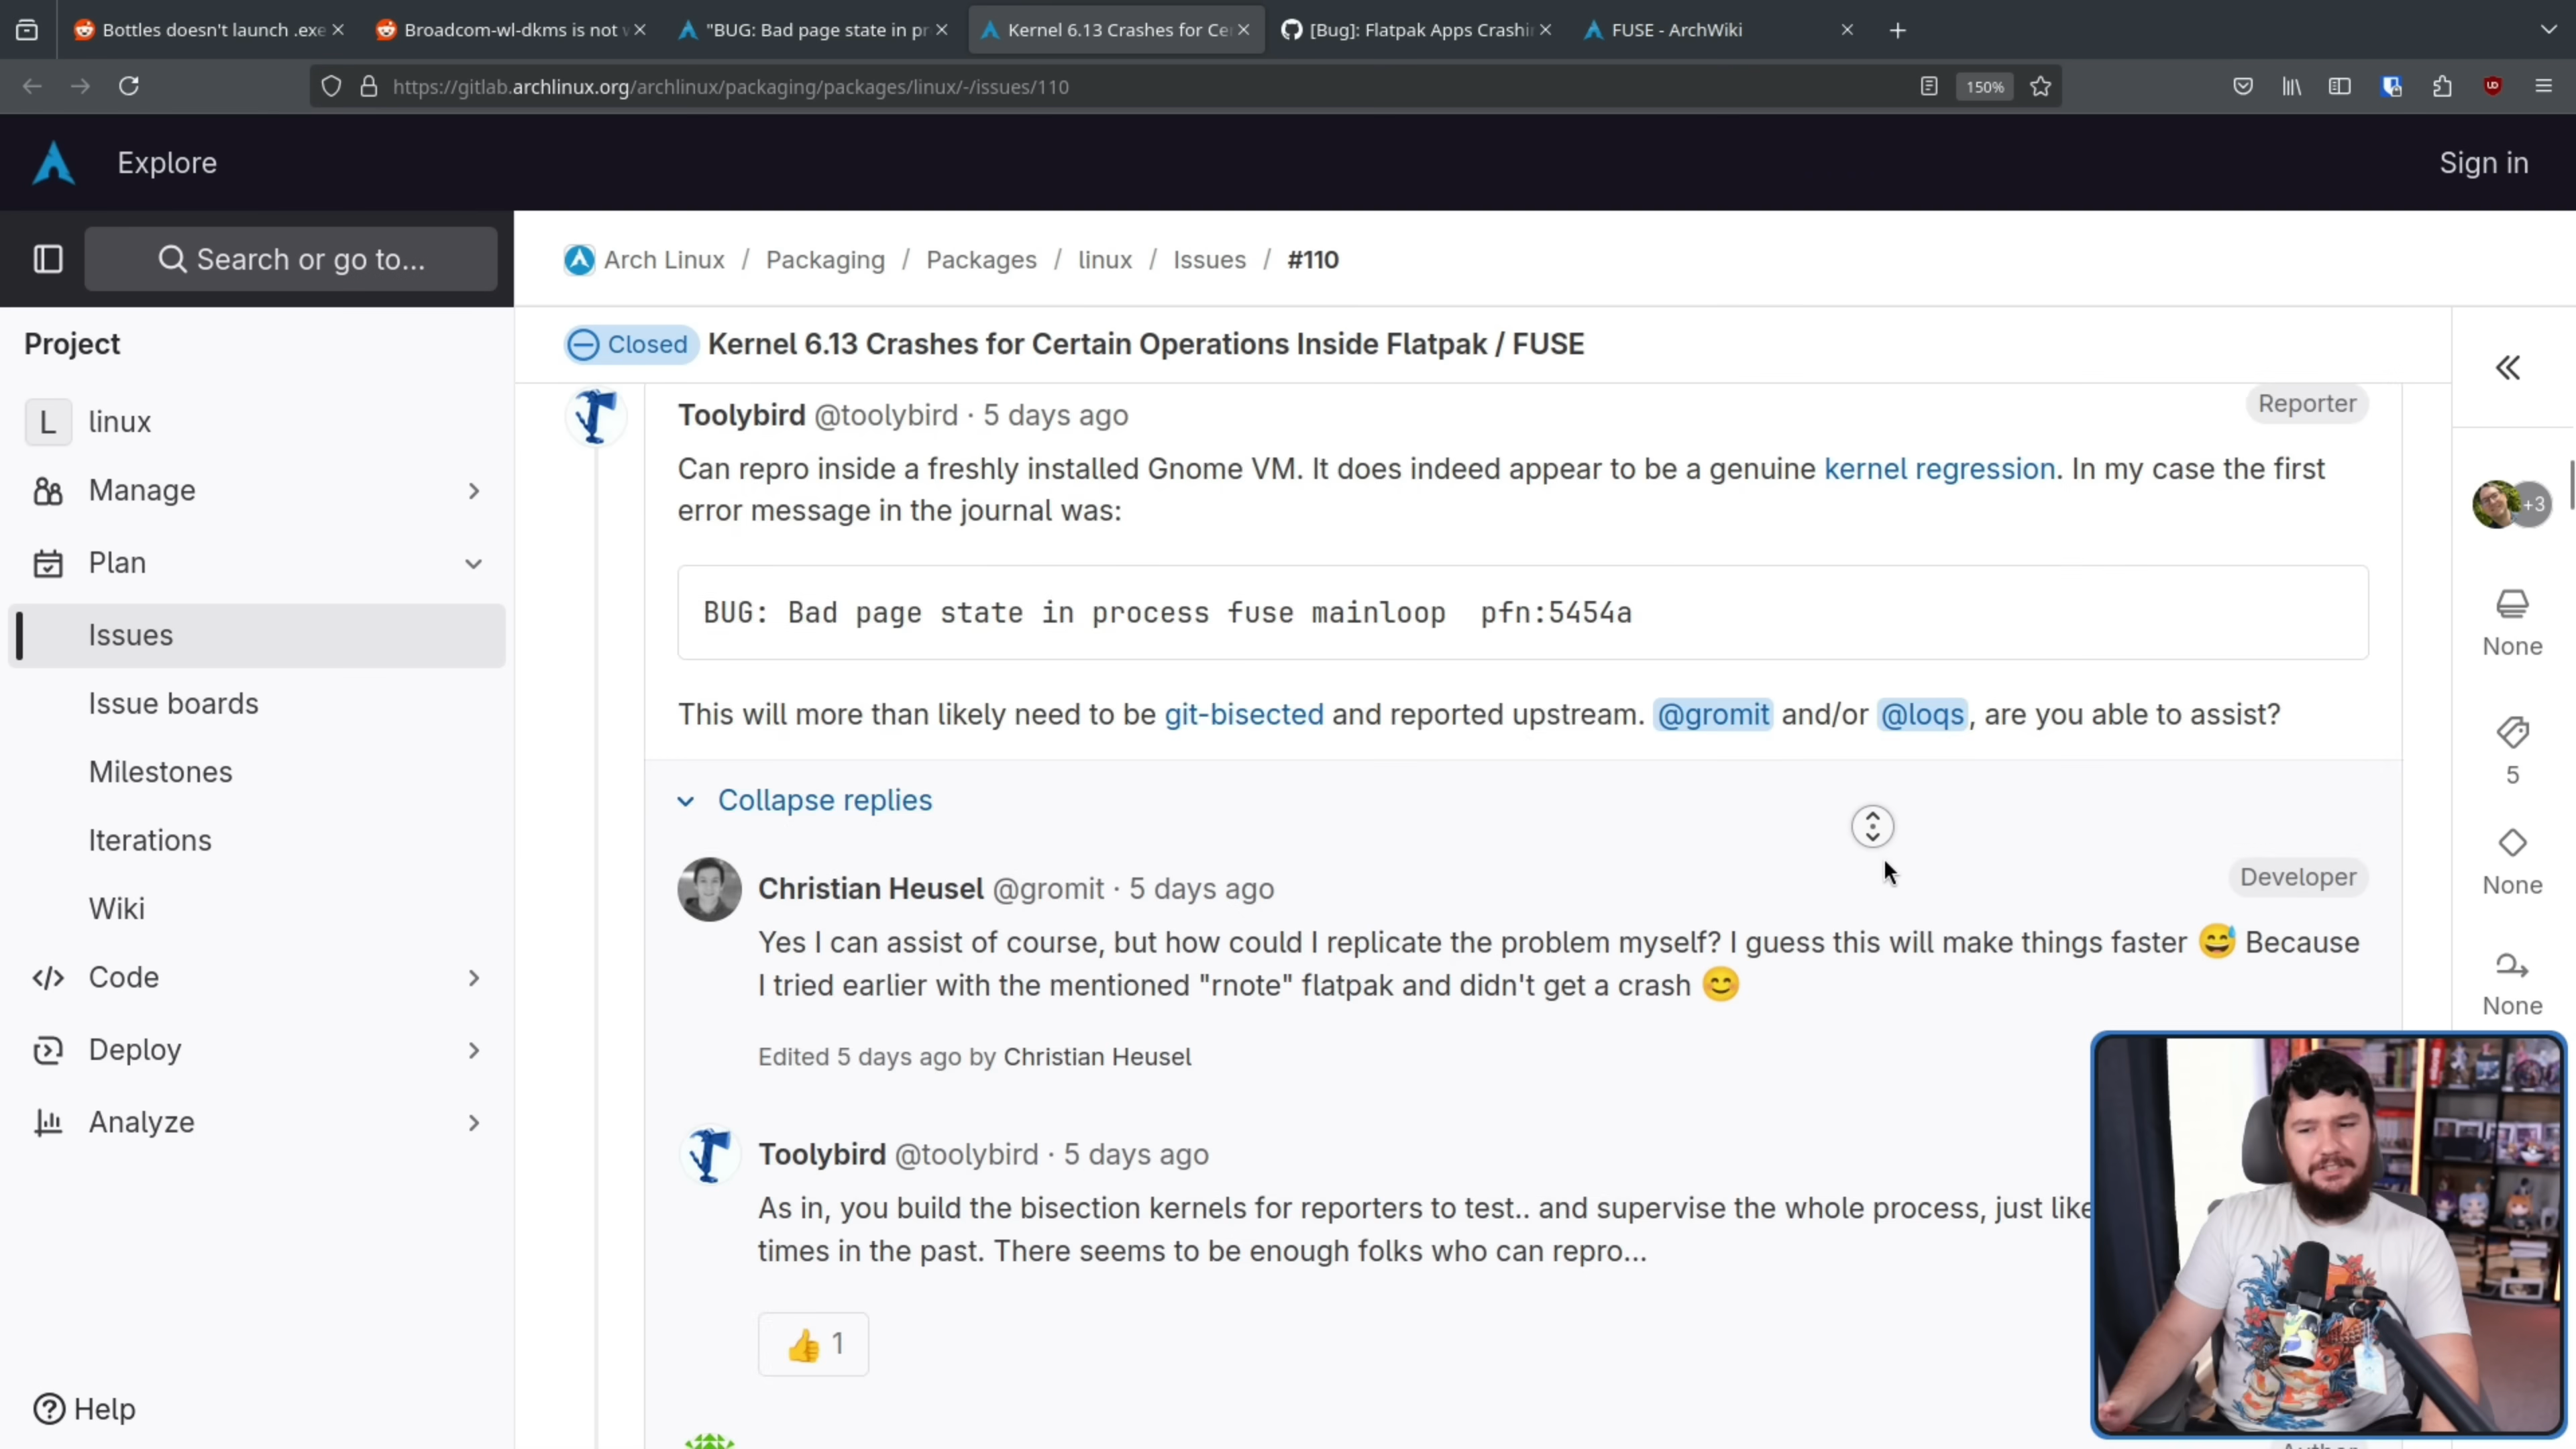 Bottles doesn't launch .exe
Broadcom-wl-dkms is not
"BUG: Bad page state in pr
Kernel 6.13 Crashes for Ce
[Bug]: Flatpak Apps Crashi
FUSE - ArchWiki
https://gitlab.archlinux.org/archlinux/packaging/packages/linux/-/issues/110
150%
Explore
Sign in
Search or go to...
Arch Linux / Packaging / Packages / linux / Issues / #110
Project
Closed Kernel 6.13 Crashes for Certain Operations Inside Flatpak / FUSE
L linux
Manage
Plan
Issues
Issue boards
Milestones
Iterations
Wiki
Code
Deploy
Analyze
Help
Toolybird @toolybird · 5 days ago
Reporter
Can repro inside a freshly installed Gnome VM. It does indeed appear to be a genuine kernel regression. In my case the first
error message in the journal was:
BUG: Bad page state in process fuse mainloop pfn:5454a
This will more than likely need to be git-bisected and reported upstream. @gromit and/or @loqs, are you able to assist?
Collapse replies
Christian Heusel @gromit · 5 days ago
Developer
Yes I can assist of course, but how could I replicate the problem myself? I guess this will make things faster 😅 Because
I tried earlier with the mentioned "rnote" flatpak and didn't get a crash 😊
Edited 5 days ago by Christian Heusel
Toolybird @toolybird · 5 days ago
As in, you build the bisection kernels for reporters to test.. and supervise the whole process, just like
times in the past. There seems to be enough folks who can repro...
👍 1
+3
None
5
None
None